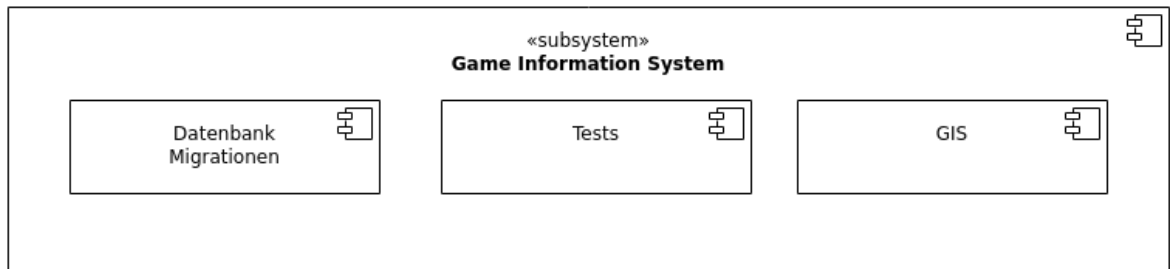 «subsystem»
Game Information System
Datenbank
Migrationen
Tests
GIS